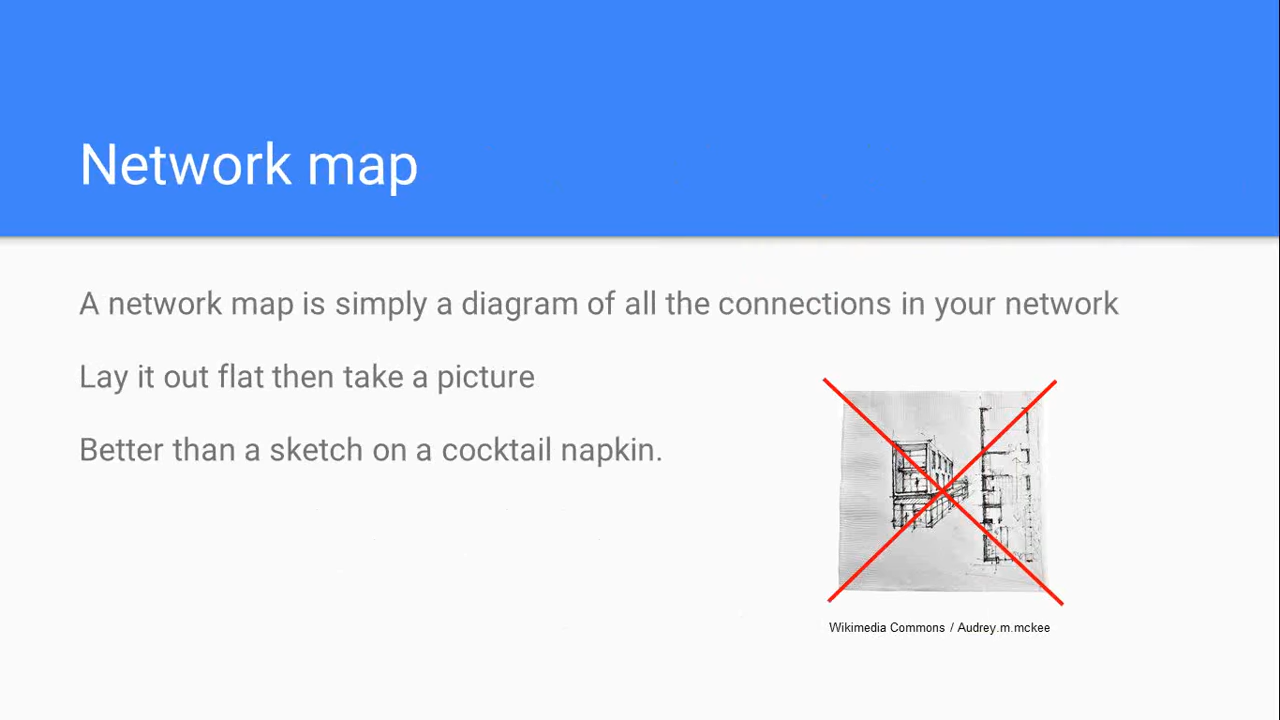 Network map
A network map is simply a diagram of all the connections in your network
Lay it out flat then take a picture
Better than a sketch on a cocktail napkin.
Wikimedia Commons / Audrey.m.mckee